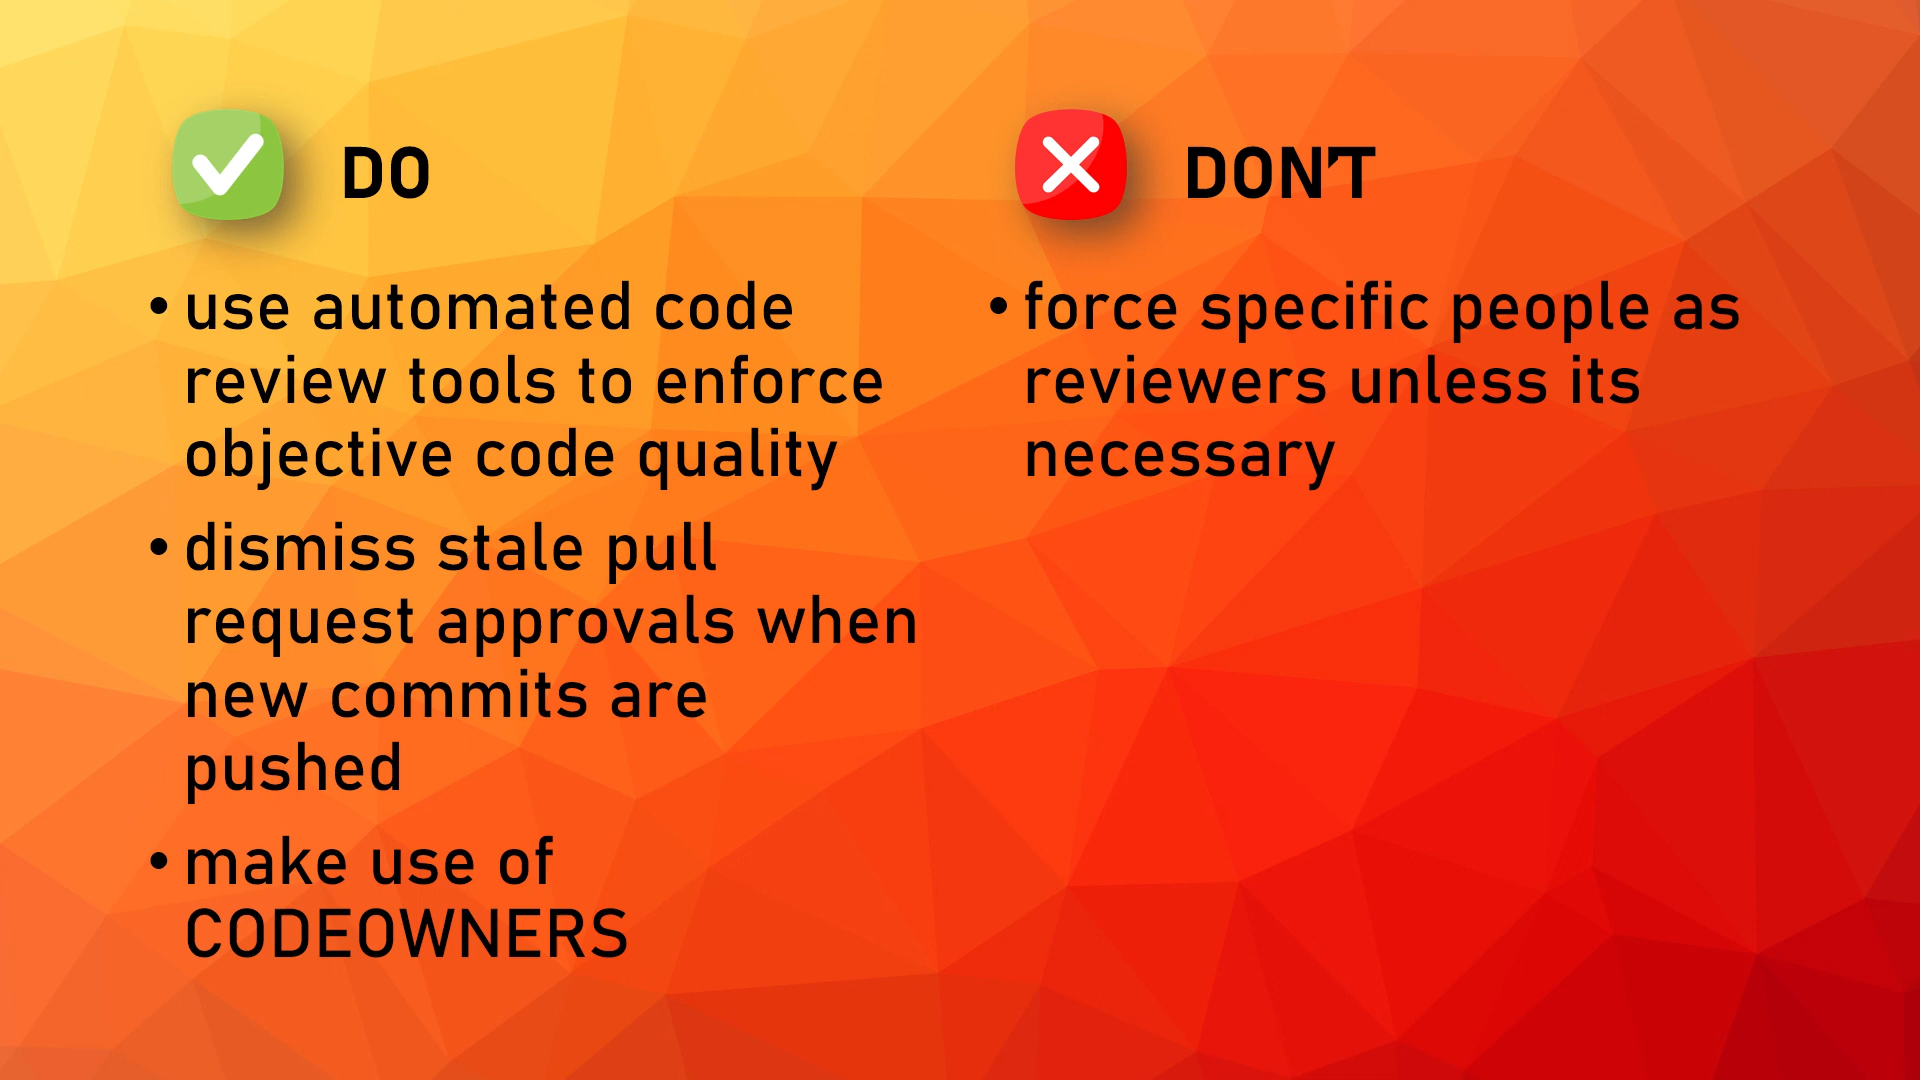 DO
• use automated code
review tools to enforce
objective code quality
• dismiss stale pull
request approvals when
new commits are
pushed
• make use of
CODEOWNERS
DON'T
• force specific people as
reviewers unless its
necessary